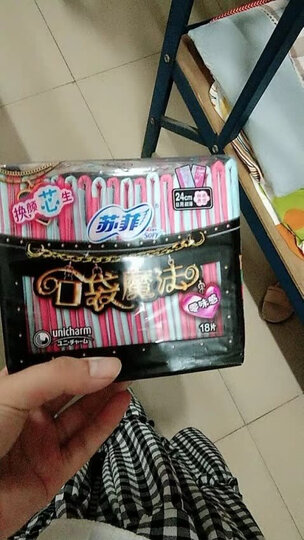 换颜芯生
苏菲
Sofy
24cm
口袋魔法
unicharm
ユニ・チャーム
18片